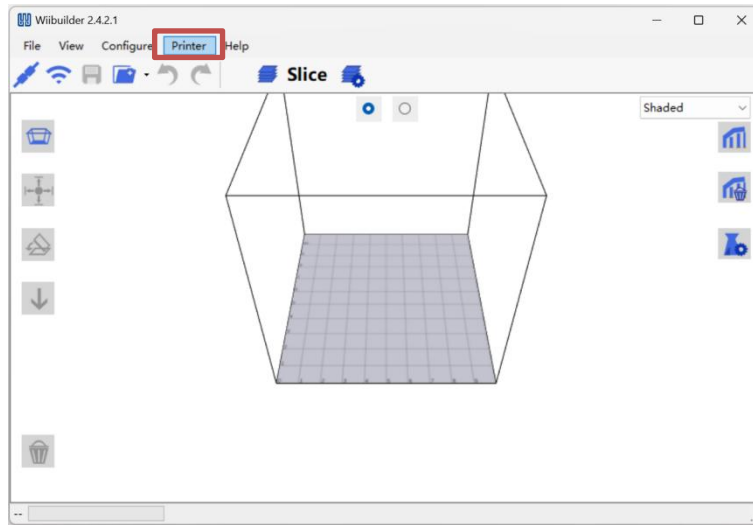 Wiibuilder 2.4.2.1
File View Configure Printer Help
Slice
Shaded
--